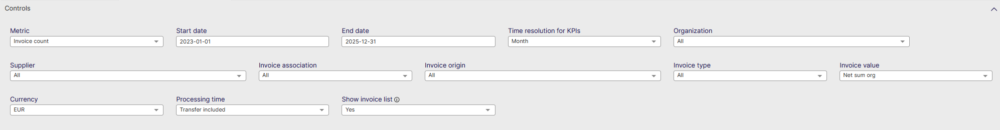 Controls
Metric Start date End date Time resolution for KPIs Organization
Invoice count 2023-01-01 2025-12-31 Month All
Supplier Invoice association Invoice origin Invoice type Invoice value
All All All All Net sum org
Currency Processing time Show invoice list
EUR Transfer included Yes